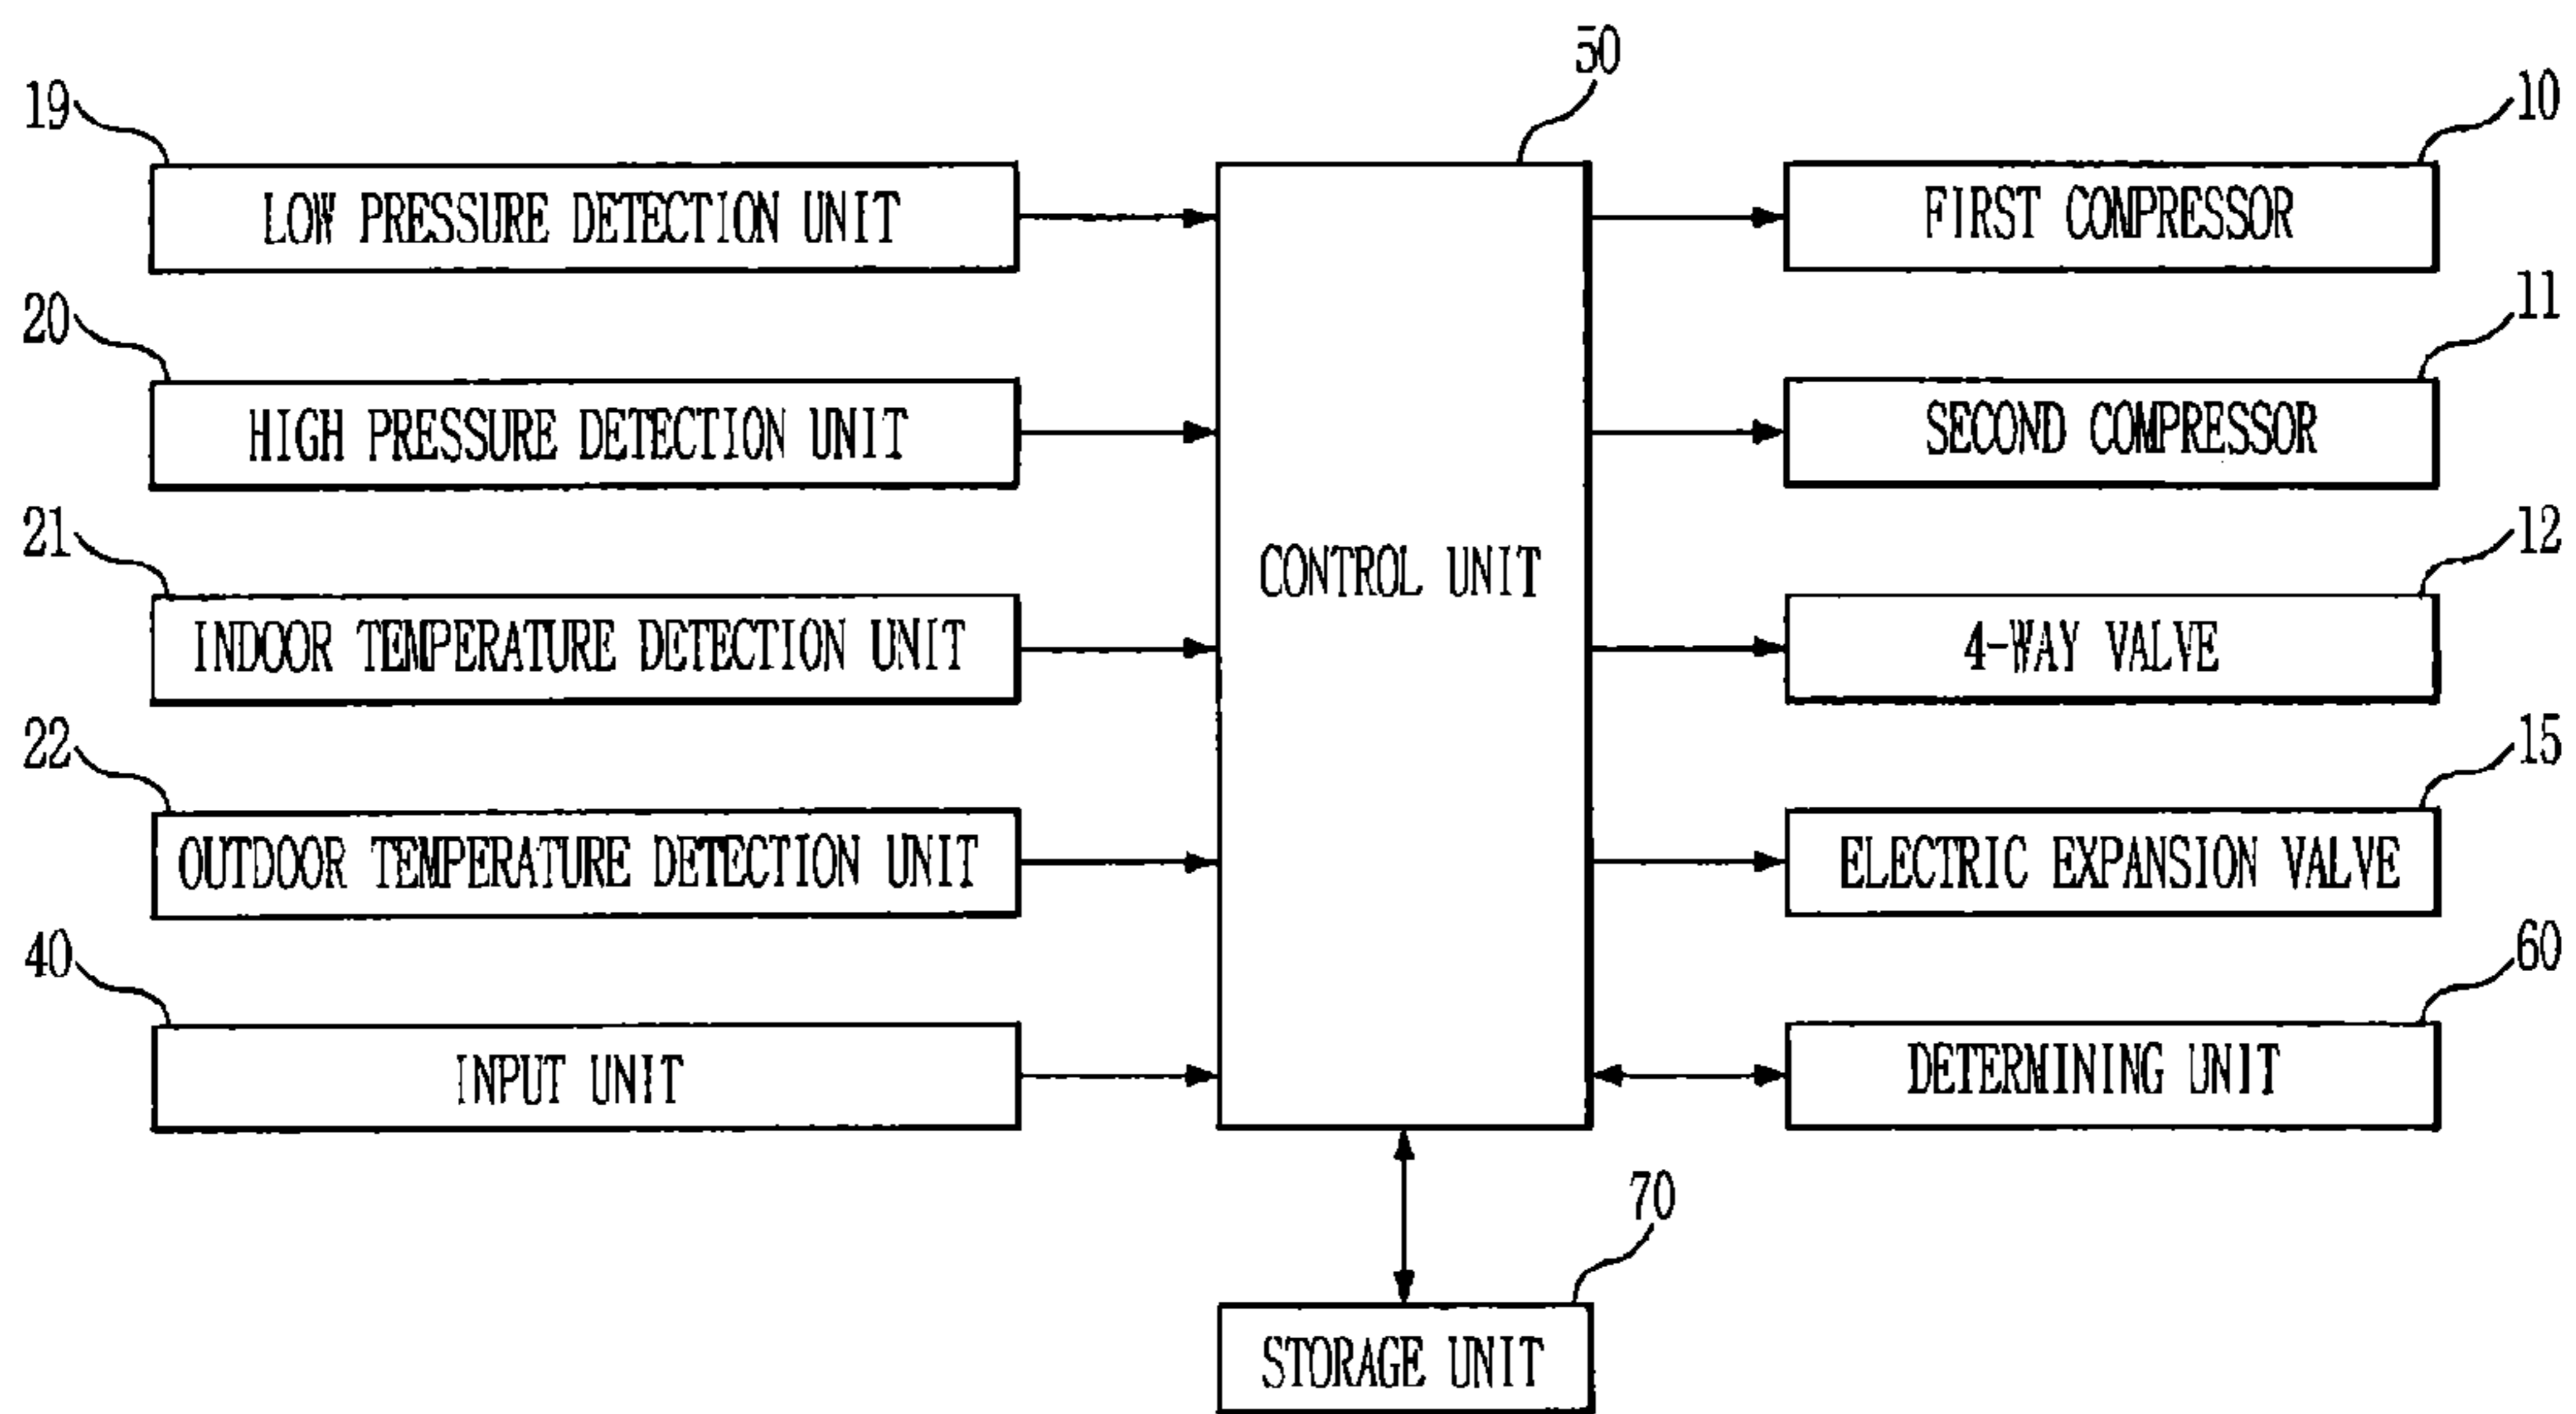 50
19
10
LOW PRESSURE DETECTION UNIT
FIRST COMPRESSOR
20
11
HIGH PRESSURE DETECTION UNIT
SECOND COMPRESSOR
21
12
CONTROL UNIT
INDOOR TEMPERATURE DETECTION UNIT
4-WAY VALVE
22
15
OUTDOOR TEMPERATURE DETECTION UNIT
ELECTRIC EXPANSION VALVE
40
60
INPUT UNIT
DETERMINING UNIT
70
STORAGE UNIT